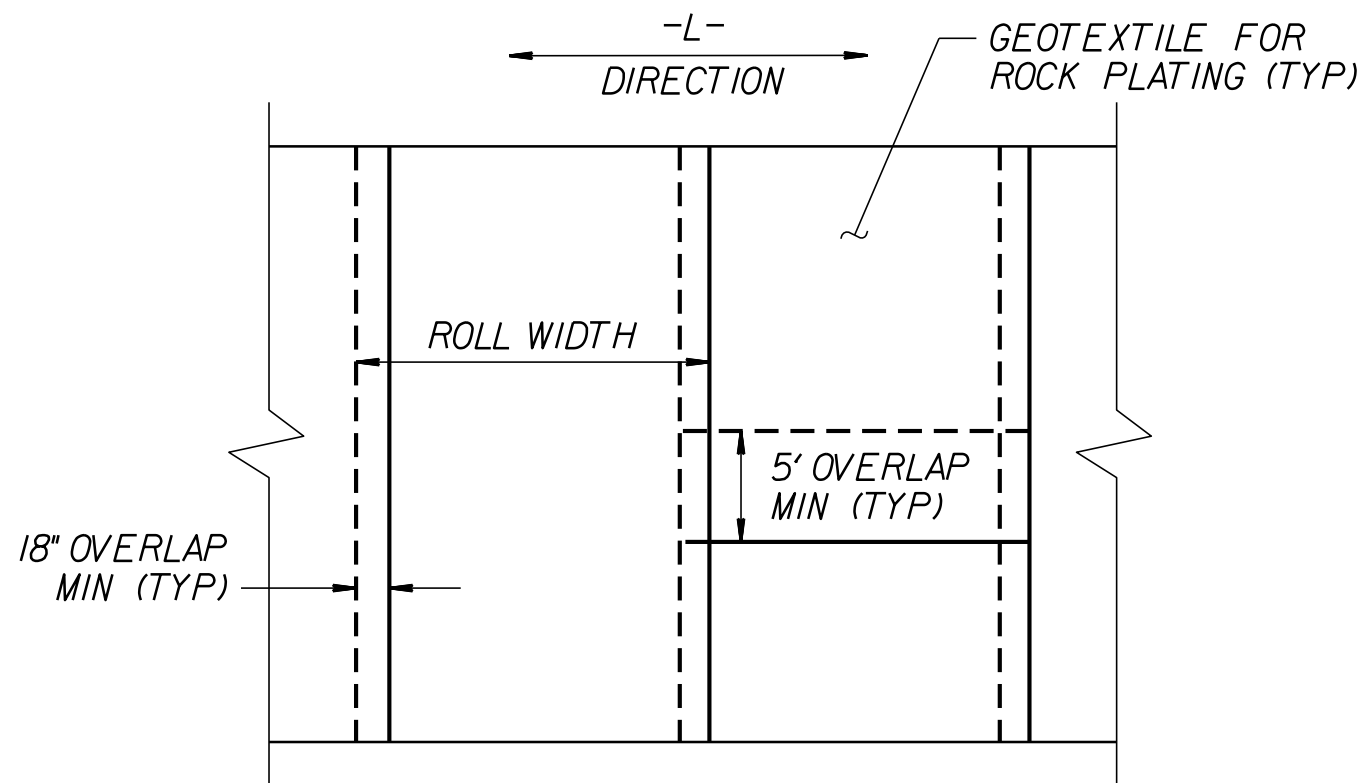 -L-
DIRECTION
GEOTEXTILE FOR
ROCK PLATING (TYP)
ROLL WIDTH
5' OVERLAP
MIN (TYP)
18" OVERLAP
MIN (TYP)